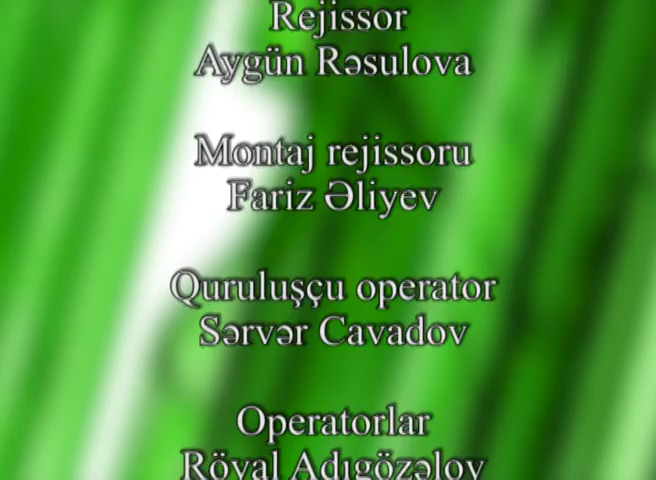 Rejissor
Aygün Rəsulova
Montaj rejissoru
Fariz Əliyev
Quruluşçu operator
Sərvər Cavadov
Operatorlar
Röyal Adıgözəlov